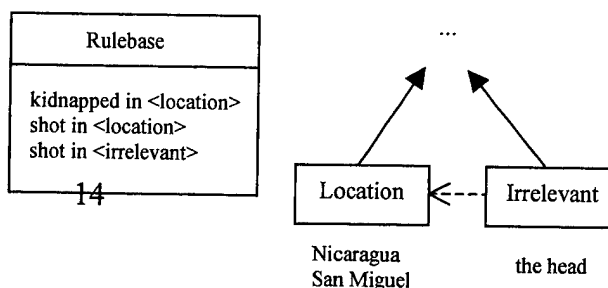 Rulebase
kidnapped in <location>
shot in <location>
shot in <irrelevant>
14
...
Location
Irrelevant
Nicaragua
San Miguel
the head